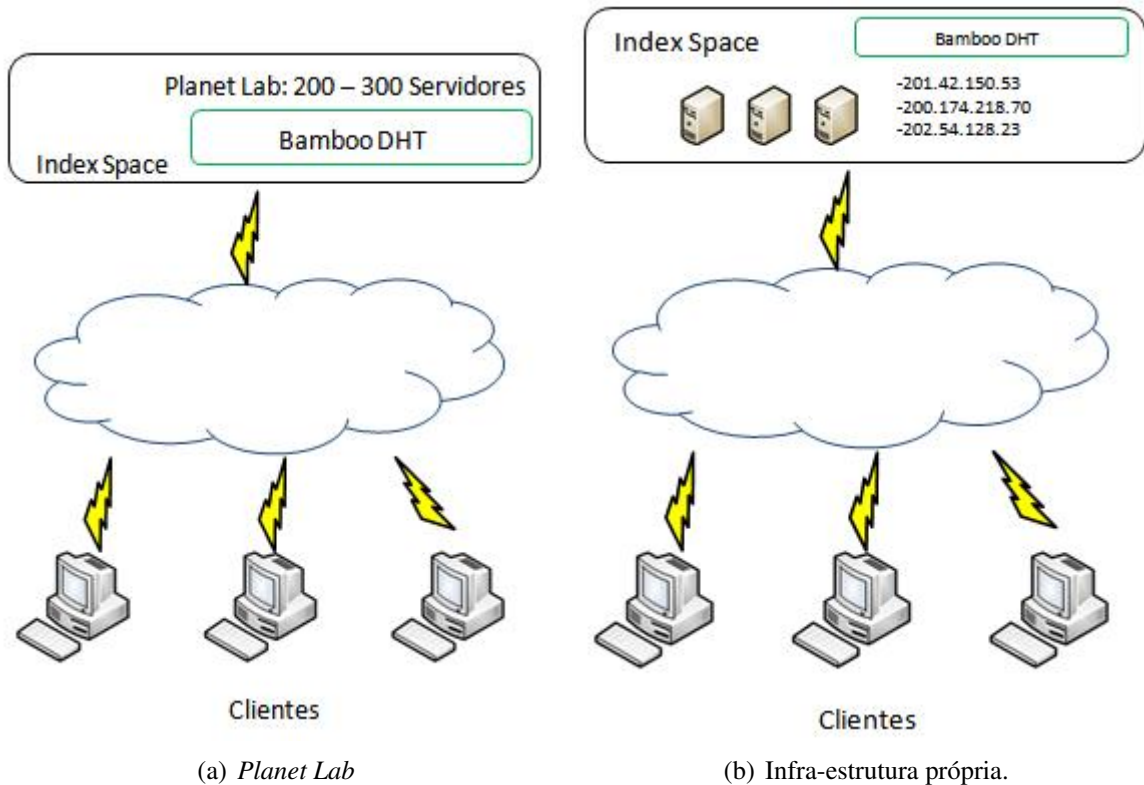 Planet Lab: 200 – 300 Servidores
Bamboo DHT
Index Space
Clientes
(a) Planet Lab
Index Space
Bamboo DHT
-201.42.150.53
-200.174.218.70
-202.54.128.23
Clientes
(b) Infra-estrutura própria.